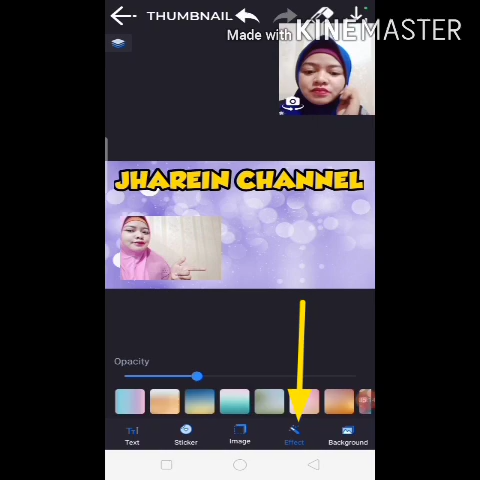 THUMBNAIL
Made with KINEMASTER
JHAREIN CHANNEL
Opacity
Text Sticker Image Effect Background